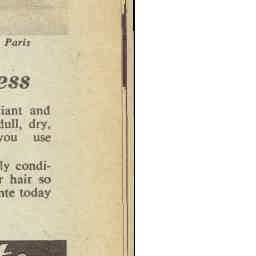 Paris
ess
iant and
dull, dry,
you use
ly condi-
r hair so
nte today